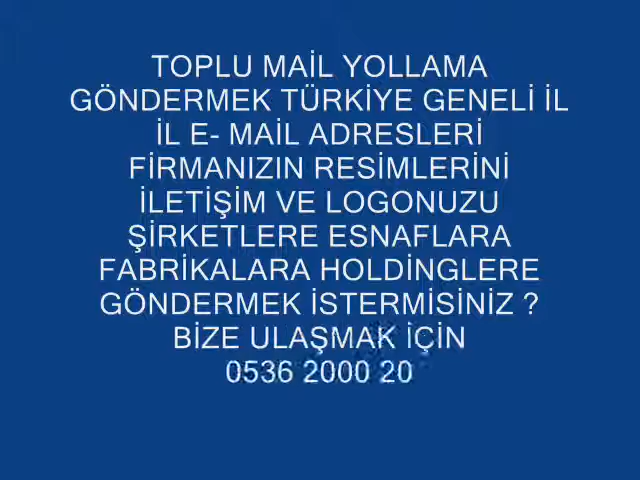 TOPLU MAİL YOLLAMA
GÖNDERMEK TÜRKİYE GENELİ İL
İL E- MAİL ADRESLERİ
FİRMANIZIN RESİMLERİNİ
İLETİŞİM VE LOGONUZU
ŞİRKETLERE ESNAFLARA
FABRİKALARA HOLDİNGLERE
GÖNDERMEK İSTERMİSİNİZ ?
BİZE ULAŞMAK İÇİN
0536 2000 20